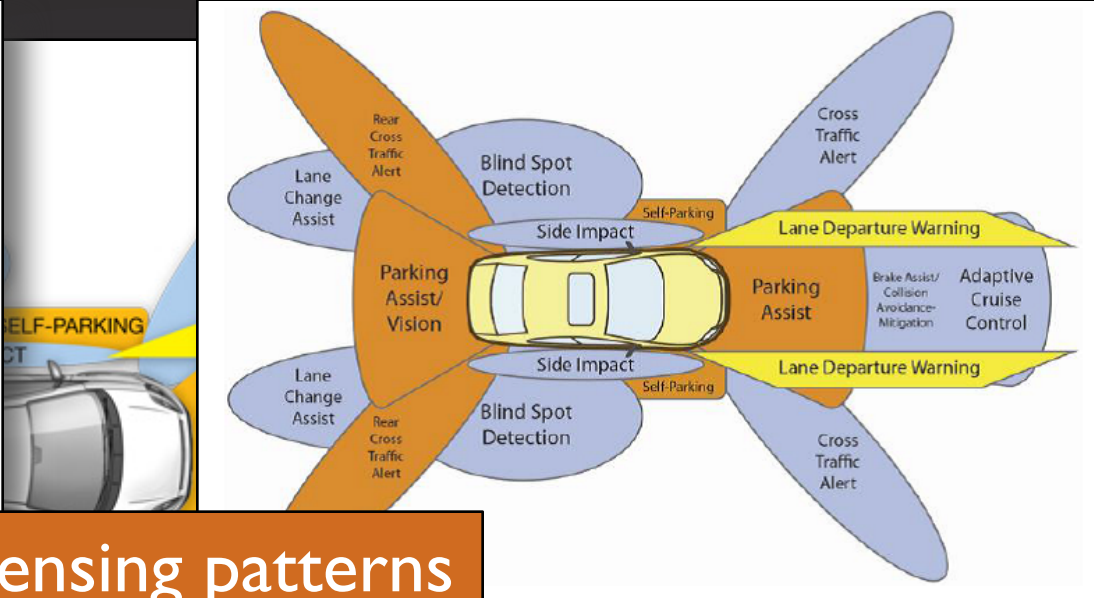 SELF-PARKING
CT
Rear
Cross
Traffic
Alert
Lane
Change
Assist
Blind Spot
Detection
Cross
Traffic
Alert
Self-Parking
Side Impact
Lane Departure Warning
Parking
Assist/
Vision
Parking
Assist
Brake Assist/
Collision
Avoidance-
Mitigation
Adaptive
Cruise
Control
Side Impact
Lane Departure Warning
Self-Parking
Lane
Change
Assist
Rear
Cross
Traffic
Alert
Blind Spot
Detection
Cross
Traffic
Alert
ensing patterns